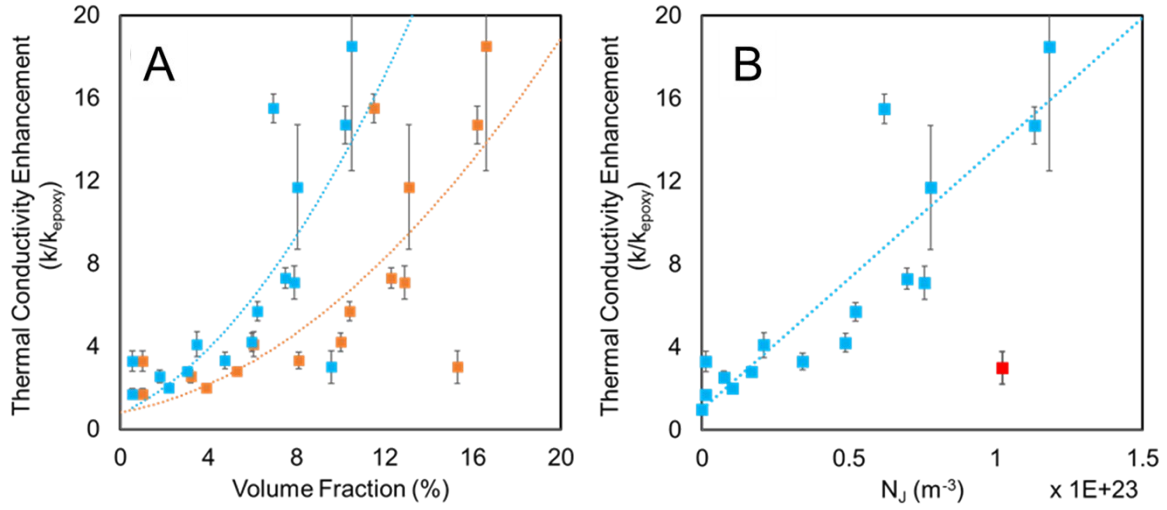 A
Thermal Conductivity Enhancement
(k/kepoxy)
20
16
12
8
4
0
0 4 8 12 16 20
Volume Fraction (%)
B
Thermal Conductivity Enhancement
(k/kepoxy)
20
16
12
8
4
0
0 0.5 1 1.5
NJ (m-3) x 1E+23